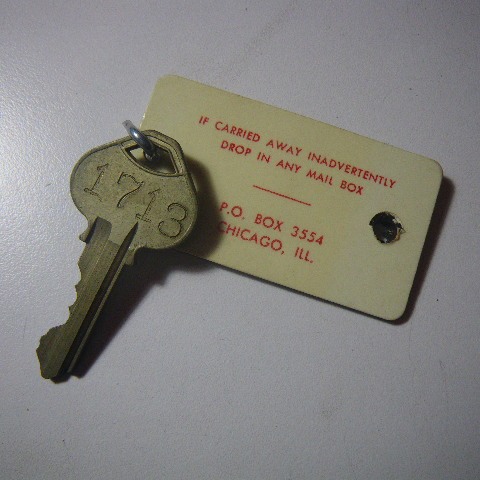 1713
IF CARRIED AWAY INADVERTENTLY
DROP IN ANY MAIL BOX
P.O. BOX 3554
CHICAGO, ILL.